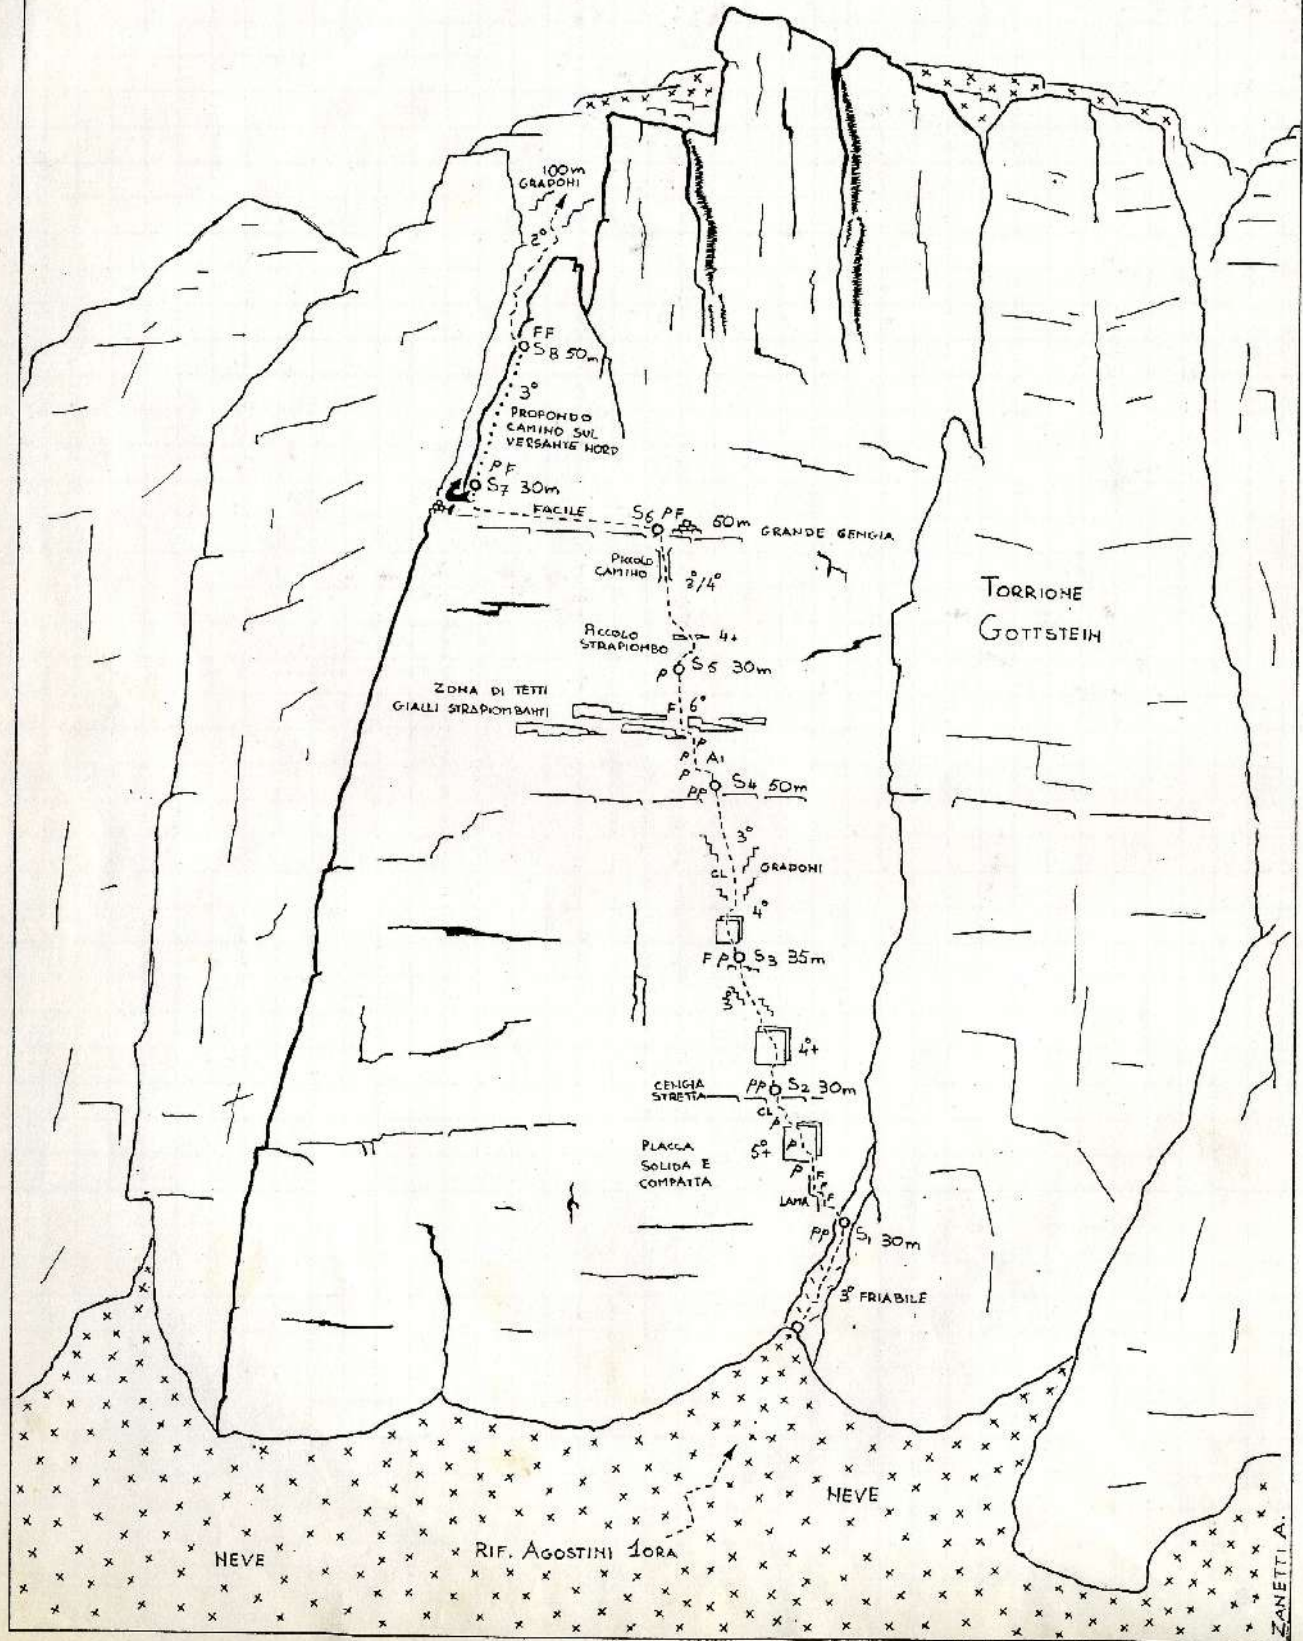 100m
GRADONI
2°
FF
S8 50m
3°
PROFONDO
CAMINO SUL
VERSANTE NORD
PF
S7 30m
FACILE
S6 PF 50m
GRANDE CENGIA
PICCOLO
CAMINO
3°/4°
PICCOLO
STRAPIOMBO
4+
P S5 30m
ZONA DI TETTI
GIALLI STRAPIOMBANTI
F 6°
P
P A1
P
PP S4 50m
3°
CL GRADONI
4°
F P S3 35m
3°
4°+
CENGIA
STRETTA
PP S2 30m
CL
P
P
5°+
PLACCA
SOLIDA E
COMPATTA
P F
P
LAMA F
PP S1 30m
3° FRIABILE
TORRIONE
GOTTSTEIN
NEVE
NEVE
RIF. AGOSTINI 1ORA
ZANETTI A.